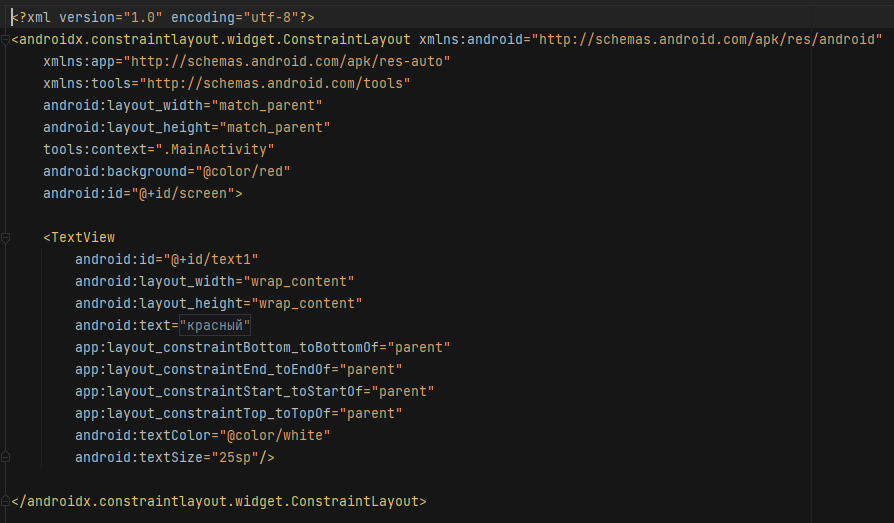 <?xml version="1.0" encoding="utf-8"?>
<androidx.constraintlayout.widget.ConstraintLayout xmlns:android="http://schemas.android.com/apk/res/android"
    xmlns:app="http://schemas.android.com/apk/res-auto"
    xmlns:tools="http://schemas.android.com/tools"
    android:layout_width="match_parent"
    android:layout_height="match_parent"
    tools:context=".MainActivity"
    android:background="@color/red"
    android:id="@+id/screen">

    <TextView
        android:id="@+id/text1"
        android:layout_width="wrap_content"
        android:layout_height="wrap_content"
        android:text="красный"
        app:layout_constraintBottom_toBottomOf="parent"
        app:layout_constraintEnd_toEndOf="parent"
        app:layout_constraintStart_toStartOf="parent"
        app:layout_constraintTop_toTopOf="parent"
        android:textColor="@color/white"
        android:textSize="25sp"/>

</androidx.constraintlayout.widget.ConstraintLayout>